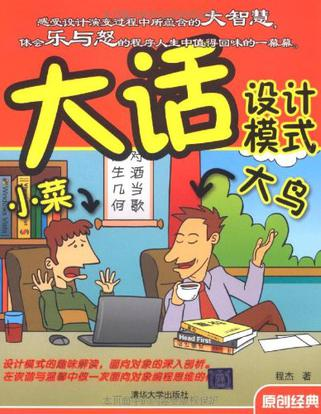 感受设计演变过程中所蕴含的大智慧,
体会乐与怒的程序人生中值得回味的一幕幕。
大话
设计
模式
小菜
大鸟
对酒当歌
人生几何
Windows
设计模式的趣味解读,面向对象的深入剖析。
在诙谐与温馨中做一次面向对象编程思维的
程杰 著
清华大学出版社
原创经典